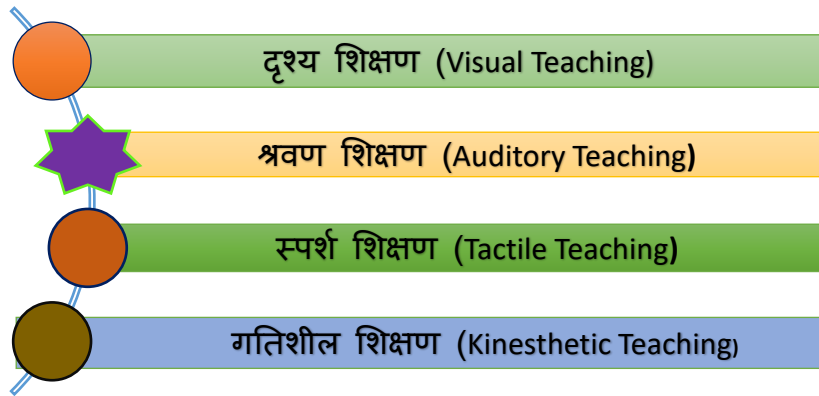 दृश्य शिक्षण (Visual Teaching)
श्रवण शिक्षण (Auditory Teaching)
स्पर्श शिक्षण (Tactile Teaching)
गतिशील शिक्षण (Kinesthetic Teaching)